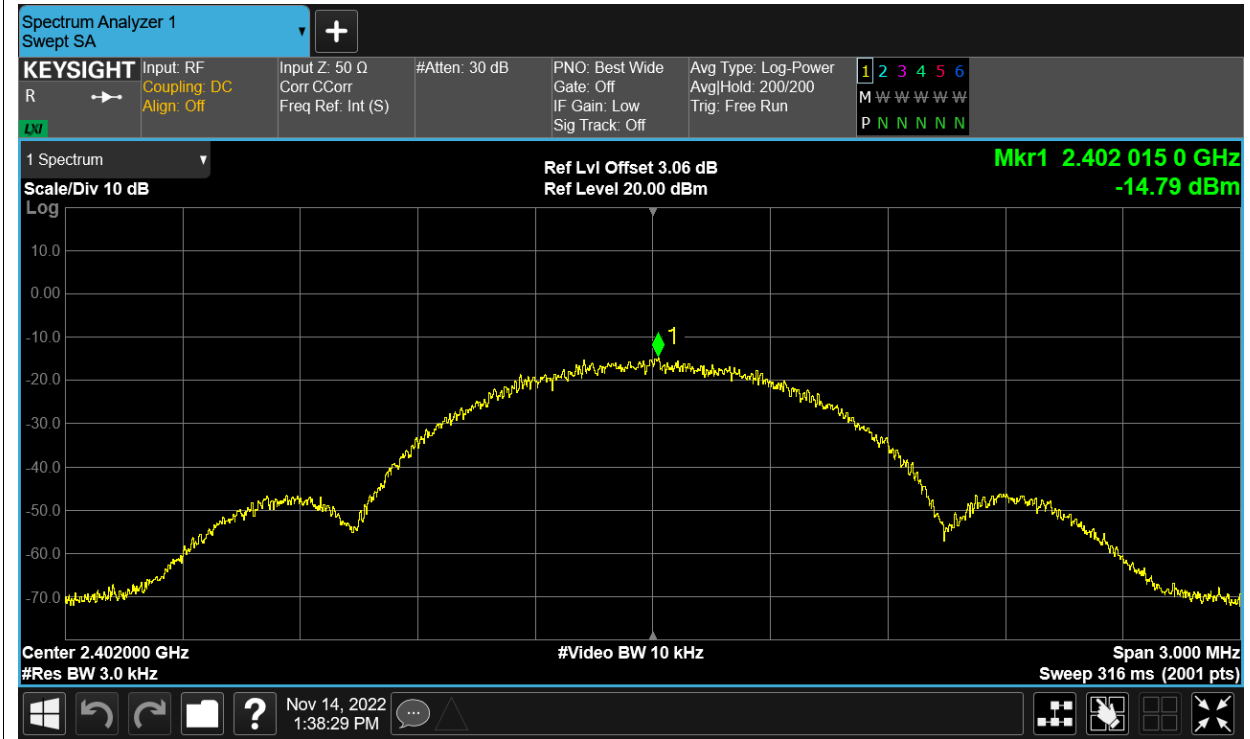 Spectrum Analyzer 1
Swept SA
+
KEYSIGHT
R
LXI
Input: RF
Coupling: DC
Align: Off
Input Z: 50 Ω
Corr CCorr
Freq Ref: Int (S)
#Atten: 30 dB
PNO: Best Wide
Gate: Off
IF Gain: Low
Sig Track: Off
Avg Type: Log-Power
Avg|Hold: 200/200
Trig: Free Run
1 2 3 4 5 6
M W W W W W
P N N N N N
1 Spectrum
Scale/Div 10 dB
Log
Ref Lvl Offset 3.06 dB
Ref Level 20.00 dBm
Mkr1 2.402 015 0 GHz
-14.79 dBm
10.0
0.00
-10.0
-20.0
-30.0
-40.0
-50.0
-60.0
-70.0
1
Center 2.402000 GHz
#Res BW 3.0 kHz
#Video BW 10 kHz
Span 3.000 MHz
Sweep 316 ms (2001 pts)
?
Nov 14, 2022
1:38:29 PM